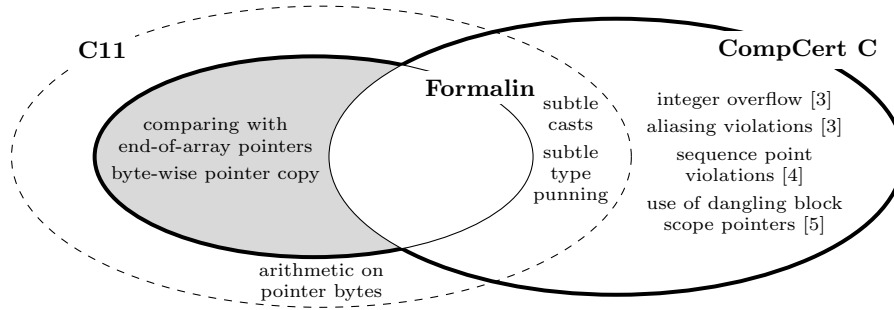 C11
CompCert C
Formalin
comparing with
end-of-array pointers
byte-wise pointer copy
subtle
casts
subtle
type
punning
integer overflow [3]
aliasing violations [3]
sequence point
violations [4]
use of dangling block
scope pointers [5]
arithmetic on
pointer bytes